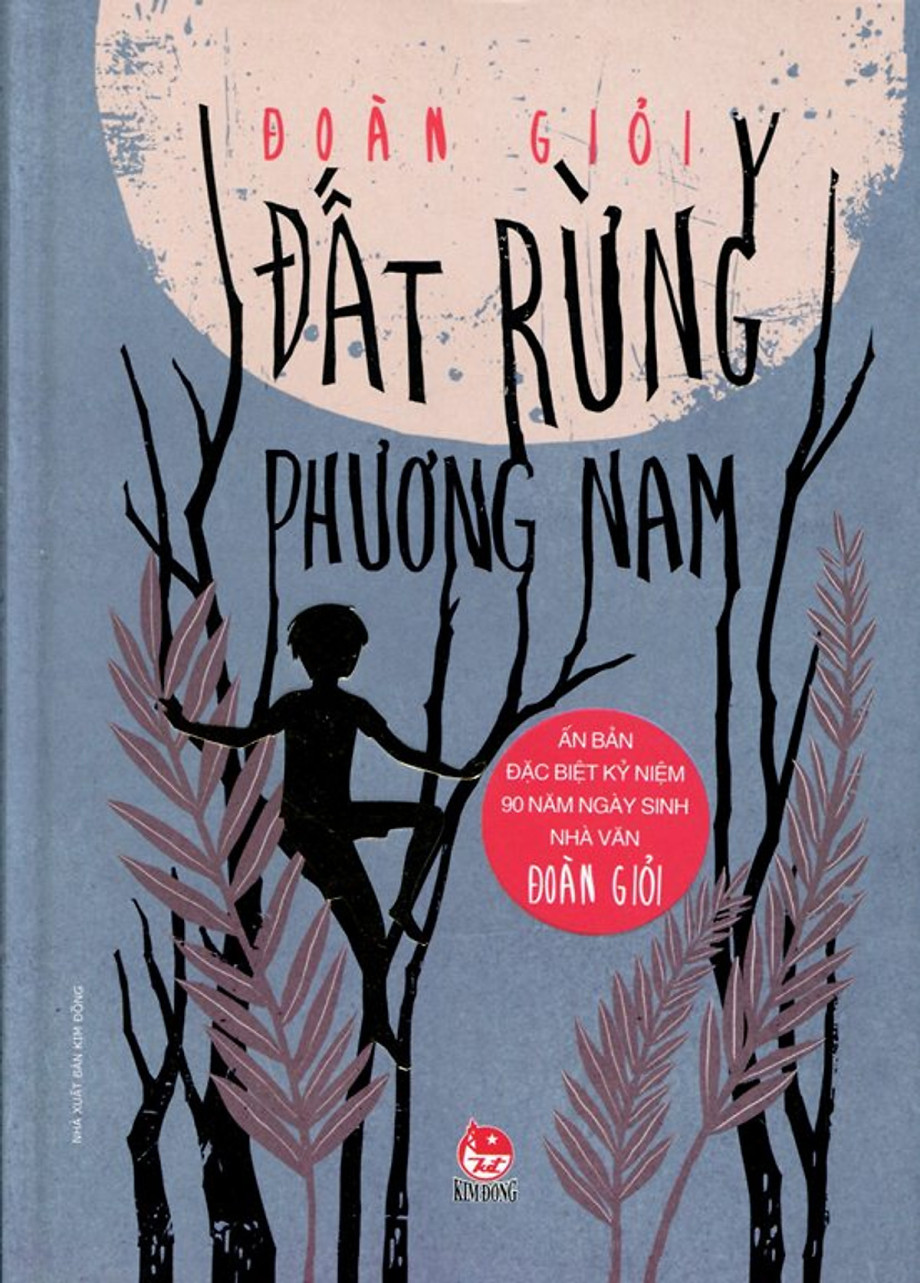 ĐOÀN GIỎI
ĐẤT RỪNG
PHƯƠNG NAM
ẤN BẢN
ĐẶC BIỆT KỶ NIỆM
90 NĂM NGÀY SINH
NHÀ VĂN
ĐOÀN GIỎI
NHÀ XUẤT BẢN KIM ĐỒNG
Kđ
KIM ĐỒNG